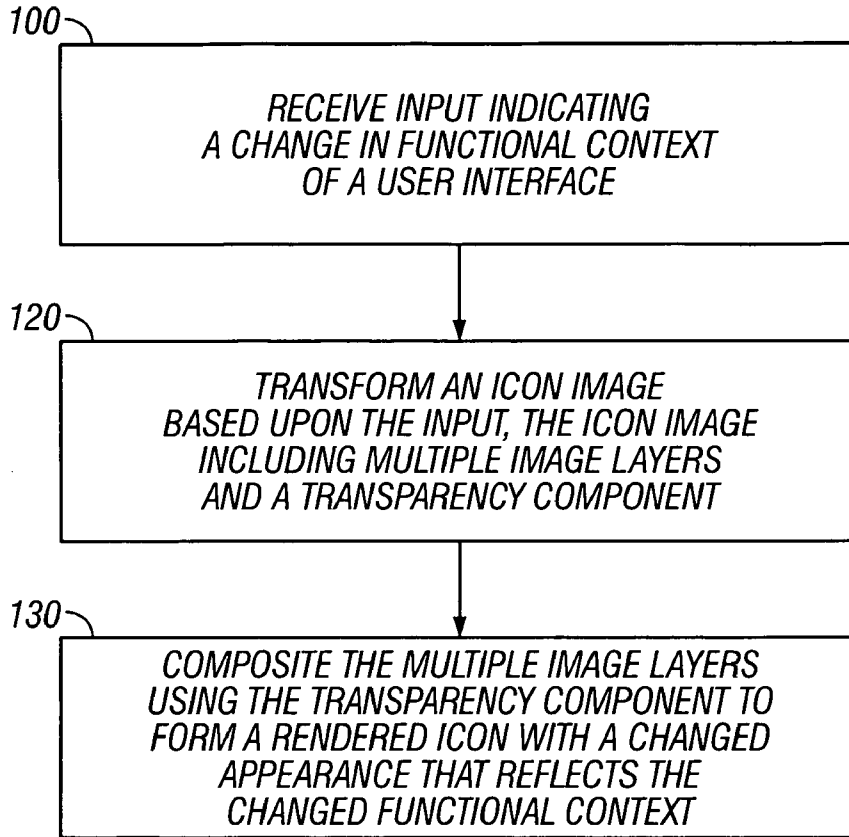 100
RECEIVE INPUT INDICATING
A CHANGE IN FUNCTIONAL CONTEXT
OF A USER INTERFACE
120
TRANSFORM AN ICON IMAGE
BASED UPON THE INPUT, THE ICON IMAGE
INCLUDING MULTIPLE IMAGE LAYERS
AND A TRANSPARENCY COMPONENT
130
COMPOSITE THE MULTIPLE IMAGE LAYERS
USING THE TRANSPARENCY COMPONENT TO
FORM A RENDERED ICON WITH A CHANGED
APPEARANCE THAT REFLECTS THE
CHANGED FUNCTIONAL CONTEXT